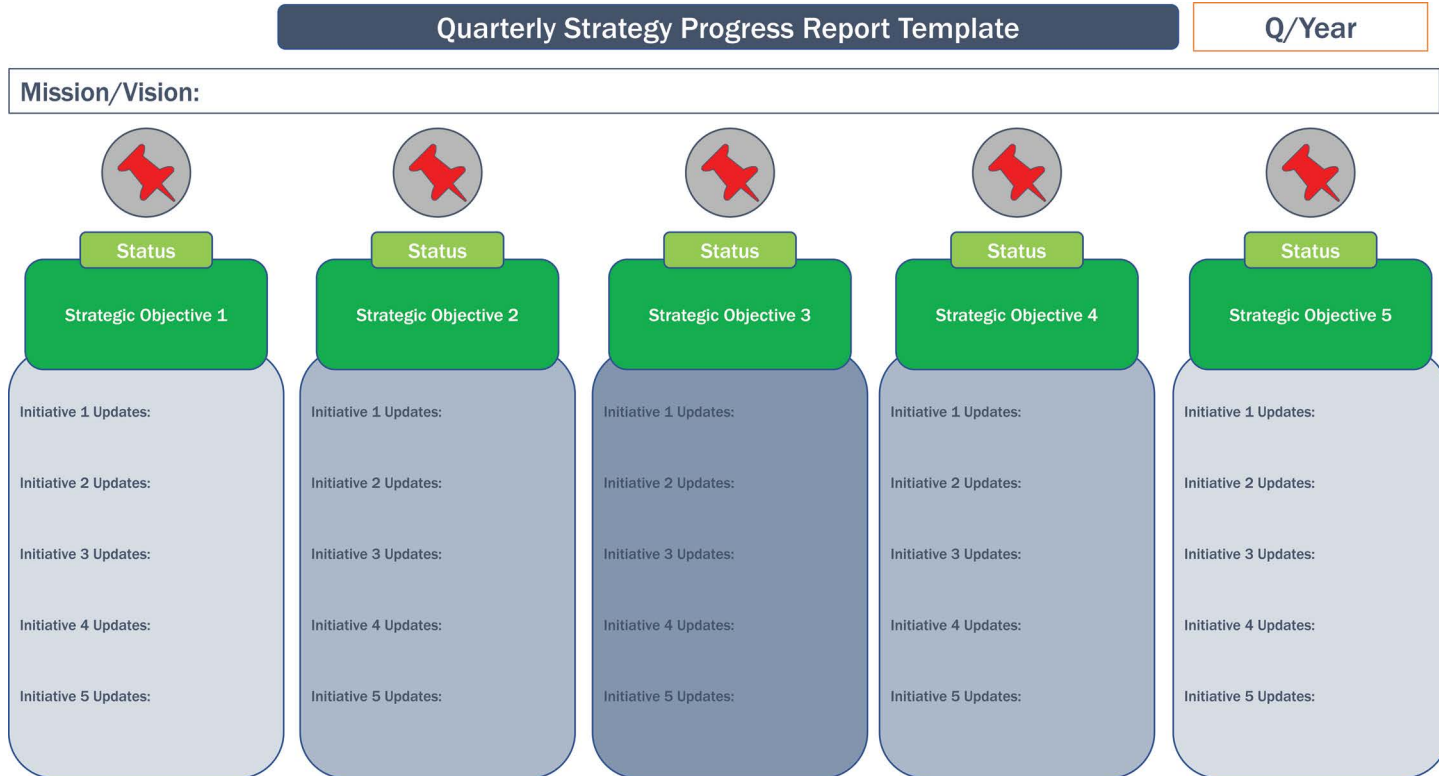 Quarterly Strategy Progress Report Template
Q/Year
Mission/Vision:
Status
Strategic Objective 1
Initiative 1 Updates:
Initiative 2 Updates:
Initiative 3 Updates:
Initiative 4 Updates:
Initiative 5 Updates:
Status
Strategic Objective 2
Initiative 1 Updates:
Initiative 2 Updates:
Initiative 3 Updates:
Initiative 4 Updates:
Initiative 5 Updates:
Status
Strategic Objective 3
Initiative 1 Updates:
Initiative 2 Updates:
Initiative 3 Updates:
Initiative 4 Updates:
Initiative 5 Updates:
Status
Strategic Objective 4
Initiative 1 Updates:
Initiative 2 Updates:
Initiative 3 Updates:
Initiative 4 Updates:
Initiative 5 Updates:
Status
Strategic Objective 5
Initiative 1 Updates:
Initiative 2 Updates:
Initiative 3 Updates:
Initiative 4 Updates:
Initiative 5 Updates: